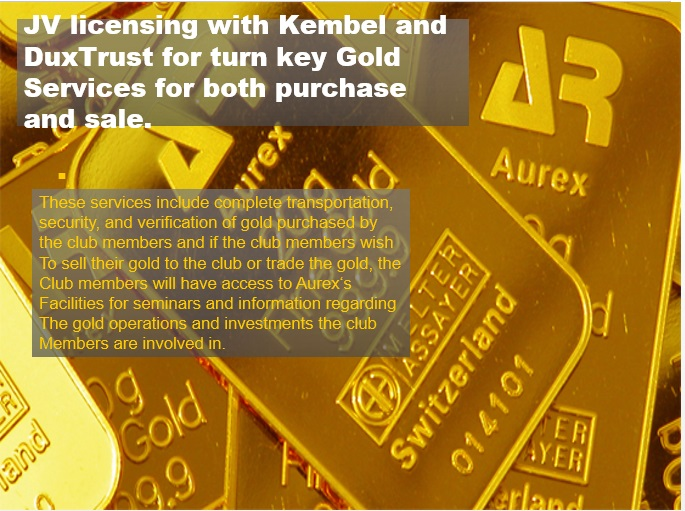 JV licensing with Kembel and
DuxTrust for turn key Gold
Services for both purchase
and sale.
These services include complete transportation,
security, and verification of gold purchased by
the club members and if the club members wish
To sell their gold to the club or trade the gold, the
Club members will have access to Aurex's
Facilities for seminars and information regarding
The gold operations and investments the club
Members are involved in.
AR
Aurex
Aurex
MELTER
ASSAYER
Switzerland
014101
Gold